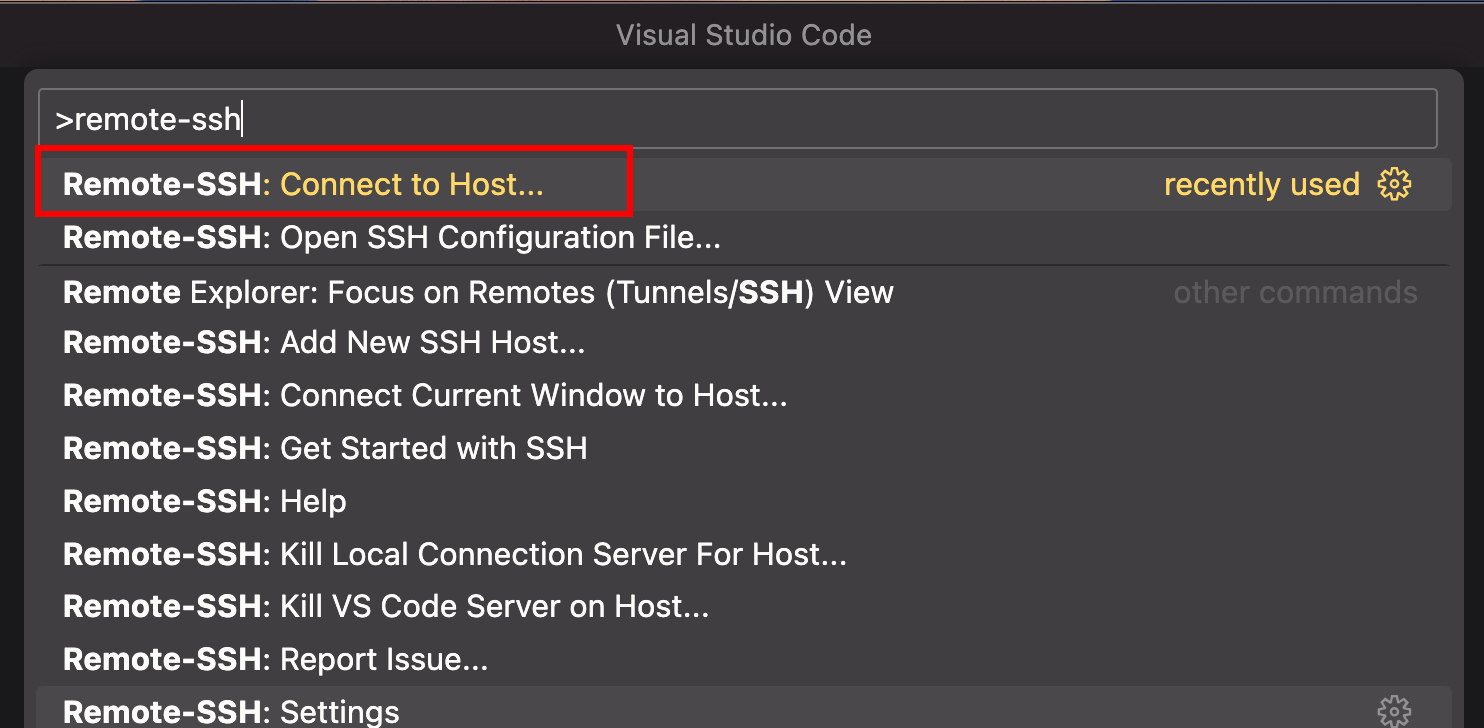 Visual Studio Code
>remote-ssh
Remote-SSH: Connect to Host... recently used
Remote-SSH: Open SSH Configuration File...
Remote Explorer: Focus on Remotes (Tunnels/SSH) View other commands
Remote-SSH: Add New SSH Host...
Remote-SSH: Connect Current Window to Host...
Remote-SSH: Get Started with SSH
Remote-SSH: Help
Remote-SSH: Kill Local Connection Server For Host...
Remote-SSH: Kill VS Code Server on Host...
Remote-SSH: Report Issue...
Remote-SSH: Settings